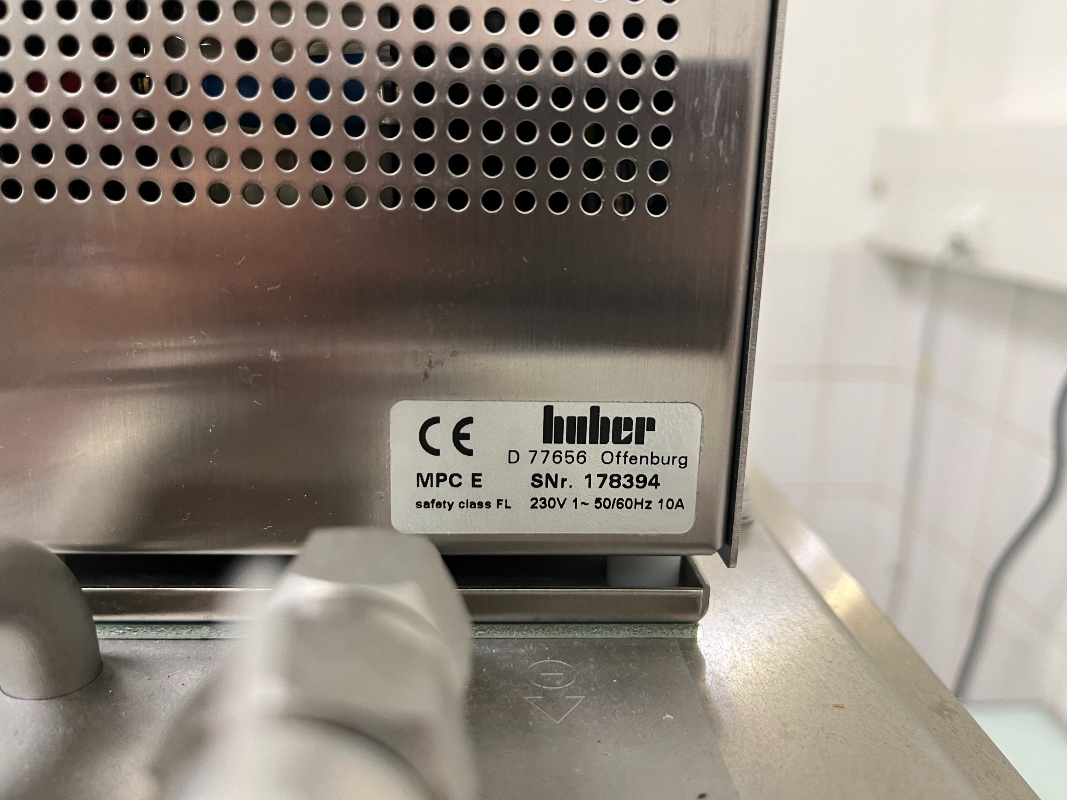 CE huber
D 77656 Offenburg
MPC E SNr. 178394
safety class FL 230V 1~ 50/60Hz 10A